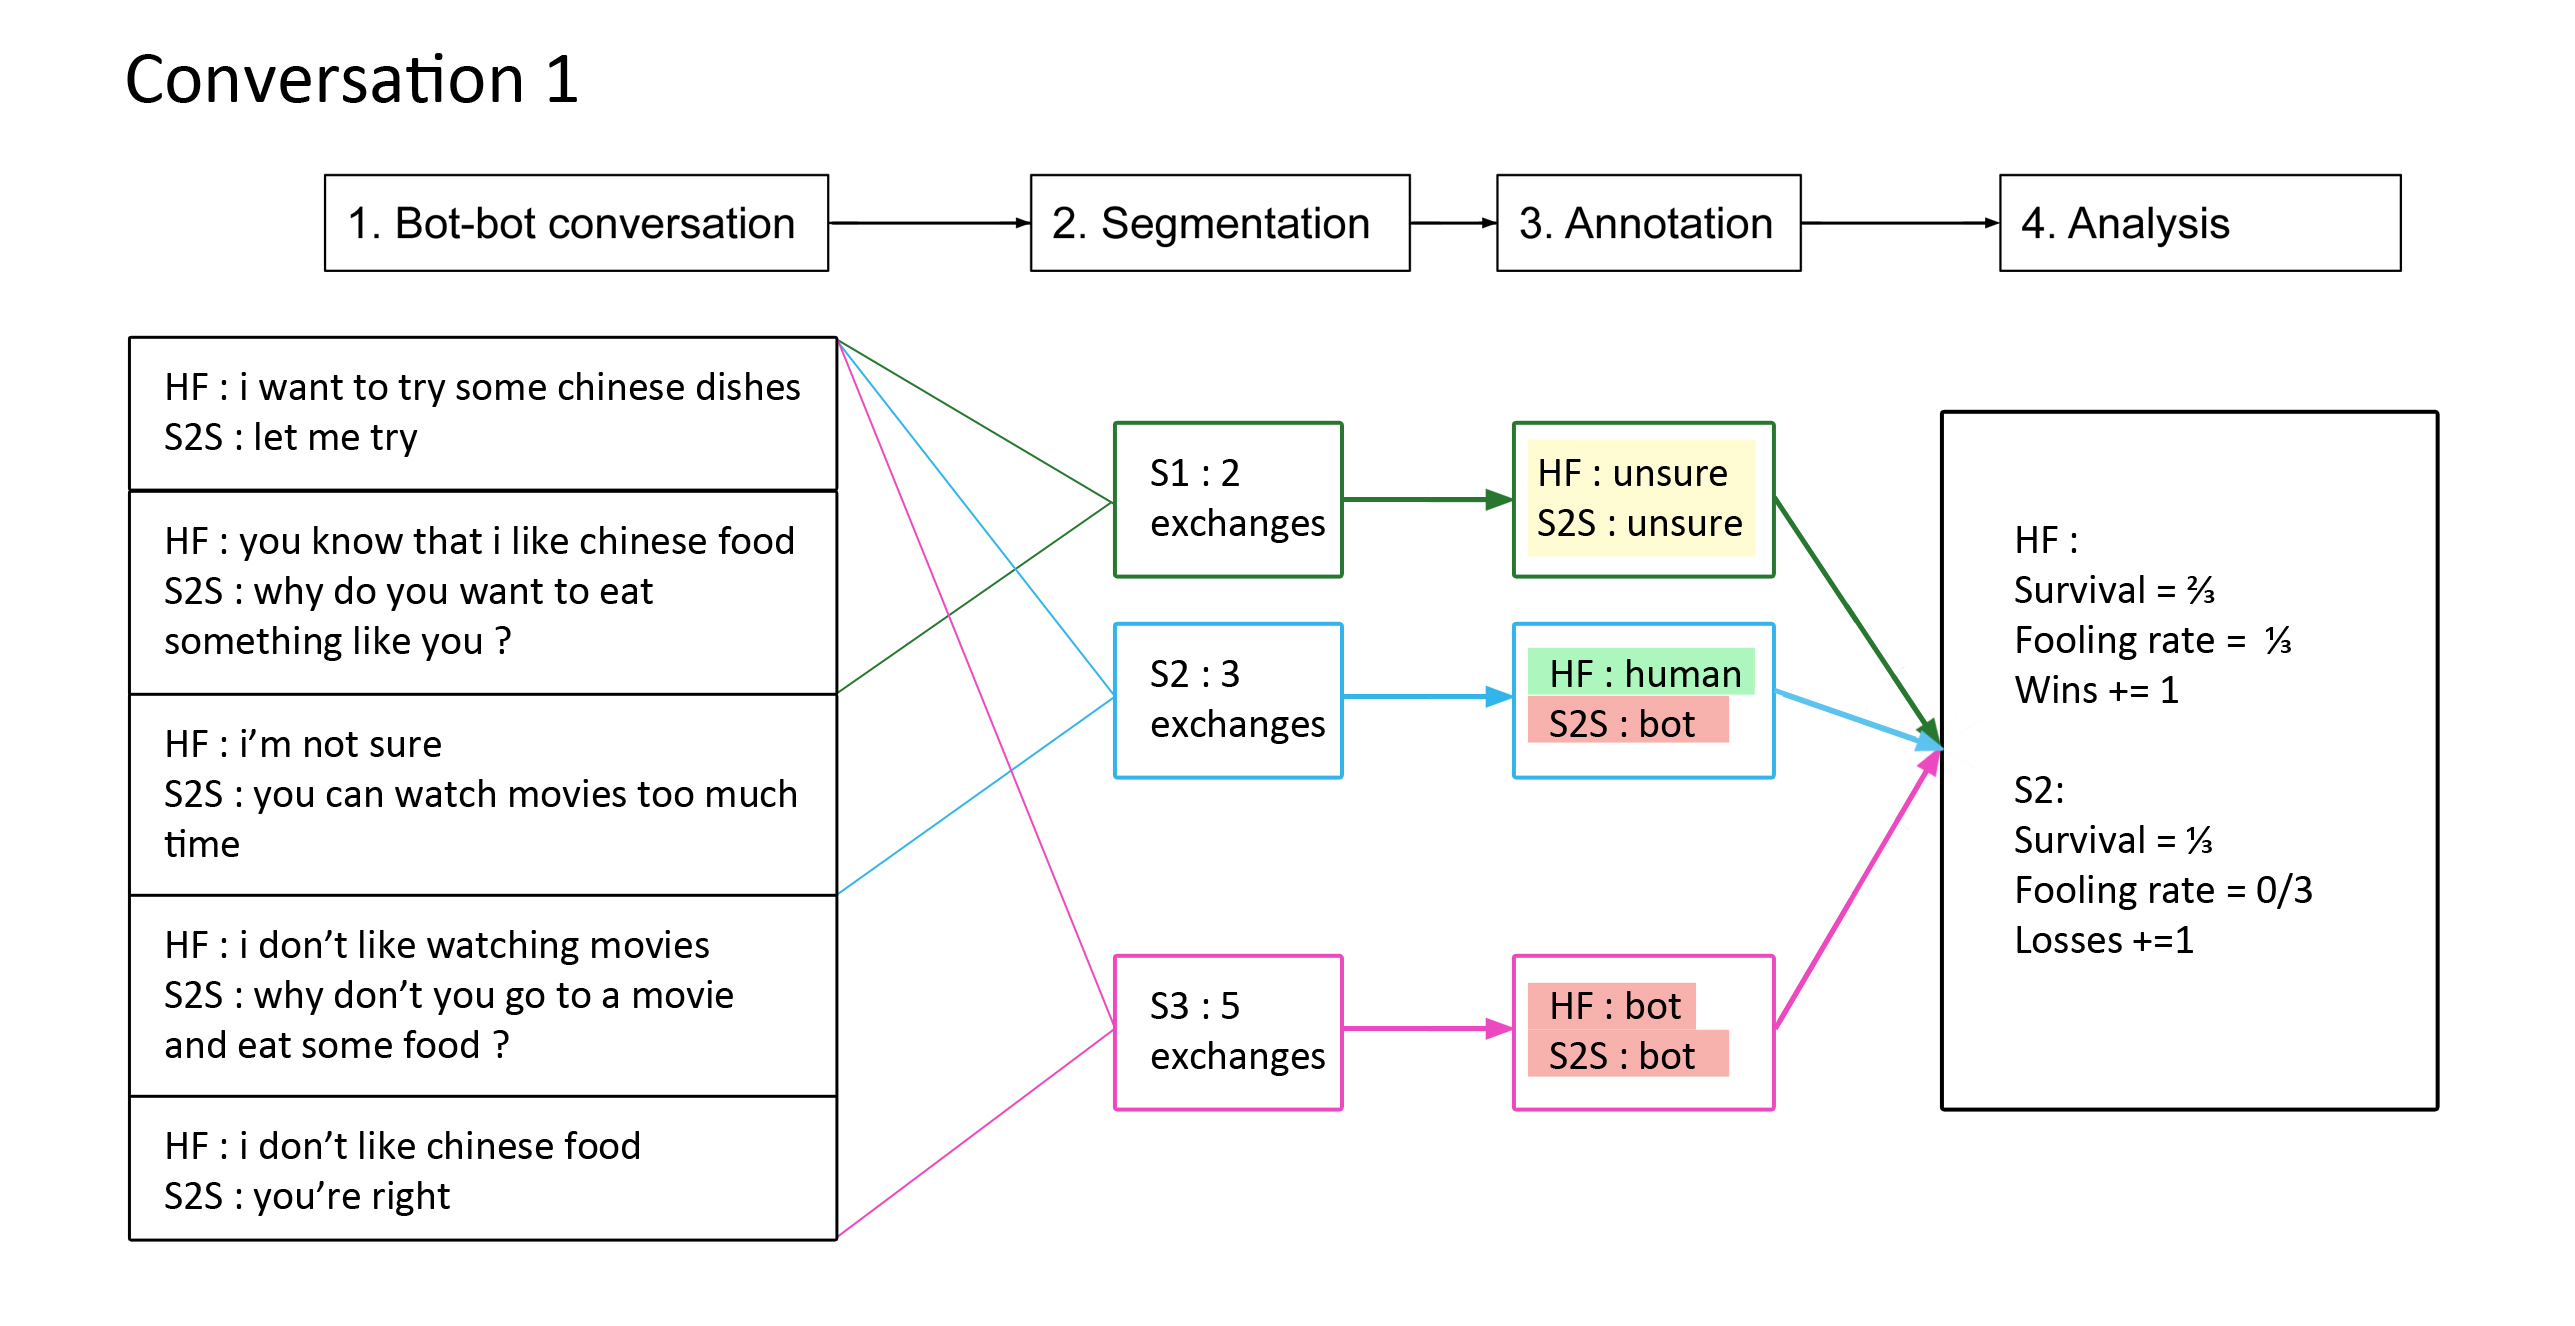 Conversation 1
1. Bot-bot conversation
2. Segmentation
3. Annotation
4. Analysis
HF : i want to try some chinese dishes
S2S : let me try
HF : you know that i like chinese food
S2S : why do you want to eat
something like you ?
HF : i’m not sure
S2S : you can watch movies too much
time
HF : i don’t like watching movies
S2S : why don’t you go to a movie
and eat some food ?
HF : i don’t like chinese food
S2S : you’re right
S1 : 2
exchanges
S2 : 3
exchanges
S3 : 5
exchanges
HF : unsure
S2S : unsure
HF : human
S2S : bot
HF : bot
S2S : bot
HF :
Survival = ⅔
Fooling rate = ⅓
Wins += 1
S2:
Survival = ⅓
Fooling rate = 0/3
Losses +=1